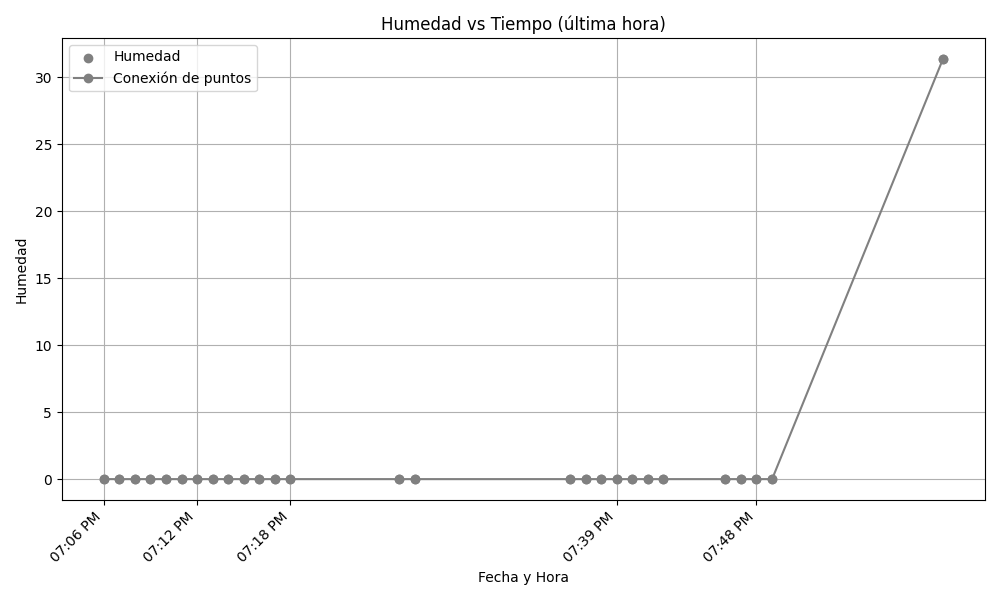 Humedad vs Tiempo (última hora)
Humedad
Conexión de puntos
30
25
20
15
10
5
0
Humedad
07:06 PM
07:12 PM
07:18 PM
07:39 PM
07:48 PM
Fecha y Hora